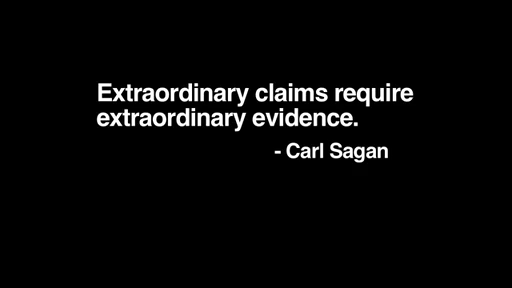 Extraordinary claims require
extraordinary evidence.
- Carl Sagan